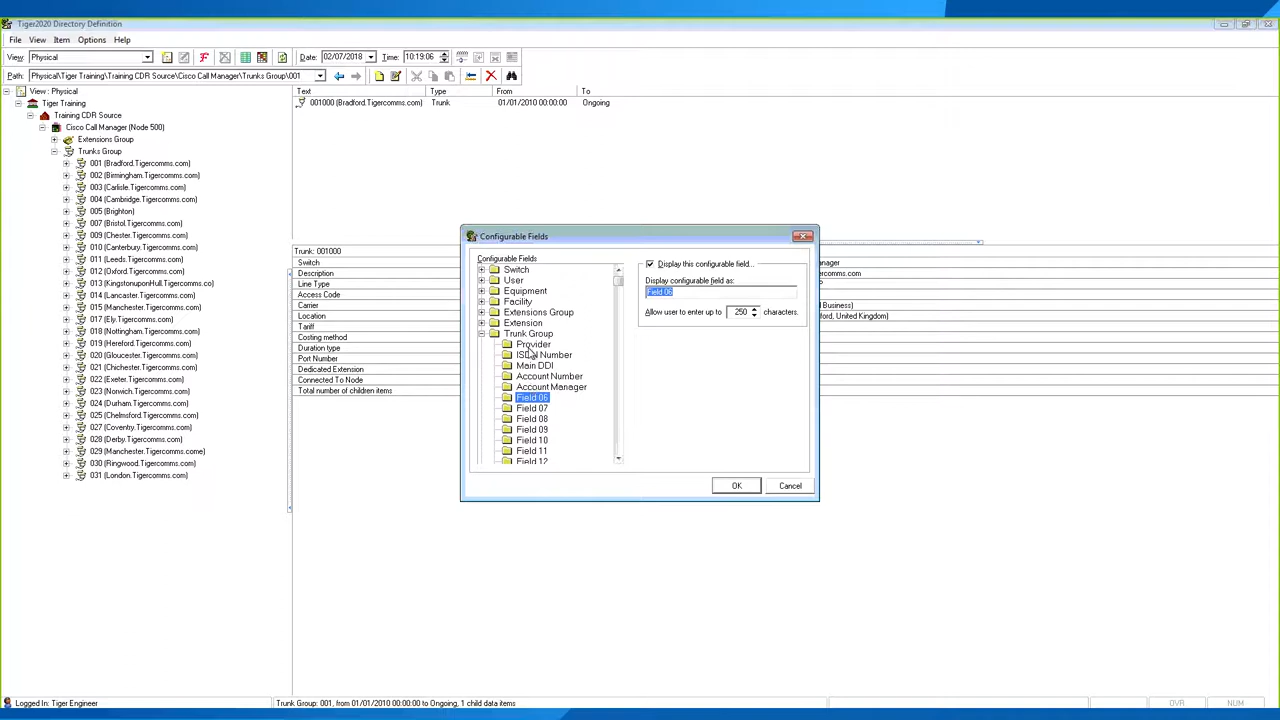 Tiger2020 Directory Definition
File View Item Options Help
View: Physical Date: 02/07/2018 Time: 10:19:06
Path: Physical\Tiger Training\Training CDR Source\Cisco Call Manager\Trunks Group\001
View : Physical
Tiger Training
Training CDR Source
Cisco Call Manager (Node 500)
Extensions Group
Trunks Group
001 (Bradford.Tigercomms.com)
002 (Birmingham.Tigercomms.com)
003 (Carlisle.Tigercomms.com)
004 (Cambridge.Tigercomms.com)
005 (Brighton)
007 (Bristol.Tigercomms.com)
009 (Chester.Tigercomms.com)
010 (Canterbury.Tigercomms.com)
011 (Leeds.Tigercomms.com)
012 (Oxford.Tigercomms.com)
013 (KingstonuponHull.Tigercomms.co)
014 (Lancaster.Tigercomms.com)
015 (Manchester.Tigercomms.com)
017 (Ely.Tigercomms.com)
018 (Nottingham.Tigercomms.com)
020 (Gloucester.Tigercomms.com)
021 (Chichester.Tigercomms.com)
022 (Exeter.Tigercomms.com)
023 (Norwich.Tigercomms.com)
024 (Durham.Tigercomms.com)
025 (Chelmsford.Tigercomms.com)
027 (Coventry.Tigercomms.com)
028 (Derby.Tigercomms.com)
029 (Manchester.Tigercomms.come)
030 (Ringwood.Tigercomms.com)
031 (London.Tigercomms.com)
Text Type From To
001000 (Bradford.Tigercomms.com) Trunk 01/01/2010 00:00:00 Ongoing
Trunk: 001000
Switch
Description
Line Type
Access Code
Carrier
Location
Tariff
Costing method
Duration type
Port Number
Dedicated Extension
Connected To Node
Total number of children items
anager
comms.com
Business)
ord, United Kingdom)
Configurable Fields
Configurable Fields
Switch
User
Equipment
Facility
Extensions Group
Extension
Trunk Group
Provider
ISDN Number
Main DDI
Account Number
Account Manager
Field 06
Field 07
Field 08
Field 09
Field 10
Field 11
Field 12
Display this configurable field...
Display configurable field as:
Field 06
Allow user to enter up to 250 characters.
OK Cancel
Logged In: Tiger Engineer Trunk Group: 001, from 01/01/2010 00:00:00 to Ongoing, 1 child data items OVR NUM